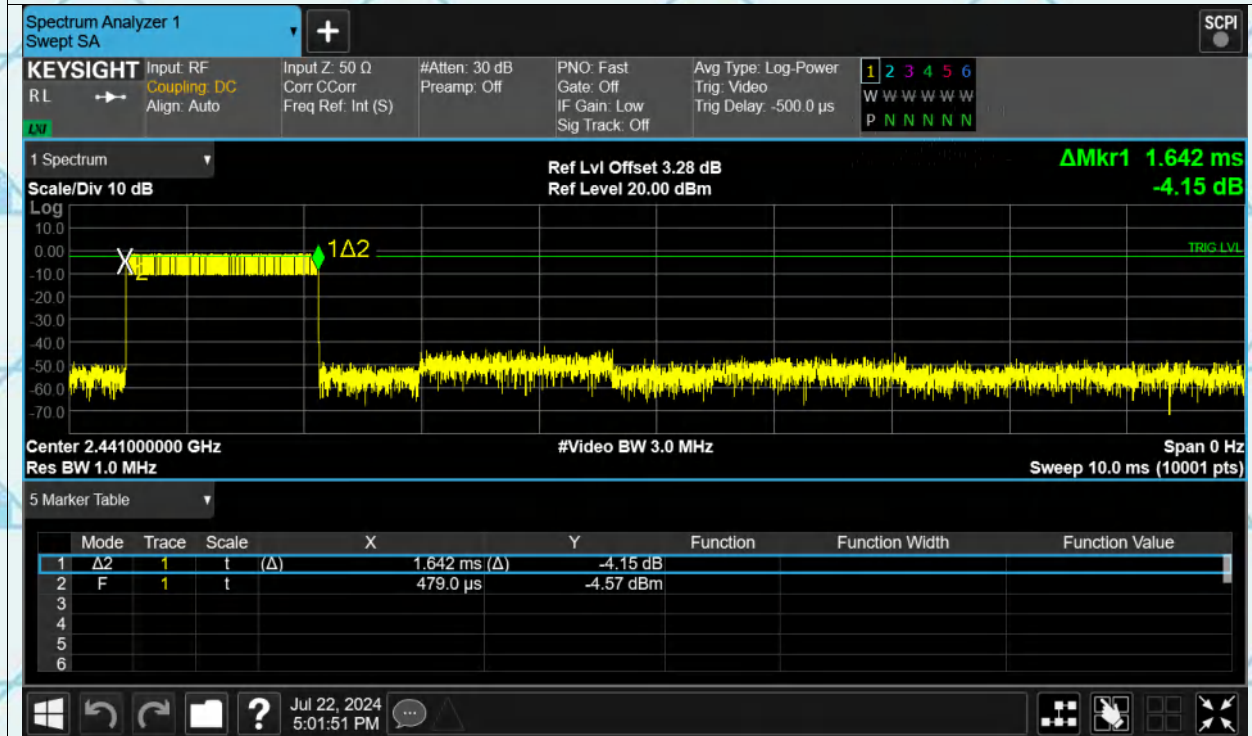 Spectrum Analyzer 1
Swept SA
+
SCPI
KEYSIGHT
RL
LXI
Input: RF
Coupling: DC
Align: Auto
Input Z: 50 Ω
Corr CCorr
Freq Ref: Int (S)
#Atten: 30 dB
Preamp: Off
PNO: Fast
Gate: Off
IF Gain: Low
Sig Track: Off
Avg Type: Log-Power
Trig: Video
Trig Delay: -500.0 µs
1 2 3 4 5 6
W W W W W W
P N N N N N
1 Spectrum
Scale/Div 10 dB
Ref Lvl Offset 3.28 dB
Ref Level 20.00 dBm
ΔMkr1 1.642 ms
-4.15 dB
Log
10.0
0.00
-10.0
-20.0
-30.0
-40.0
-50.0
-60.0
-70.0
X
2
1Δ2
TRIG LVL
Center 2.441000000 GHz
#Video BW 3.0 MHz
Span 0 Hz
Res BW 1.0 MHz
Sweep 10.0 ms (10001 pts)
5 Marker Table
Mode Trace Scale X Y Function Function Width Function Value
1 Δ2 1 t (Δ) 1.642 ms (Δ) -4.15 dB
2 F 1 t 479.0 µs -4.57 dBm
3
4
5
6
?
Jul 22, 2024
5:01:51 PM